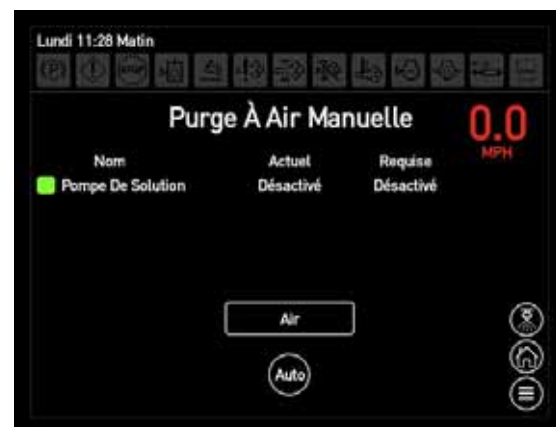 Lundi 11:28 Matin
Purge À Air Manuelle
0.0
MPH
Nom Actuel Requise
Pompe De Solution Désactivé Désactivé
Air
Auto